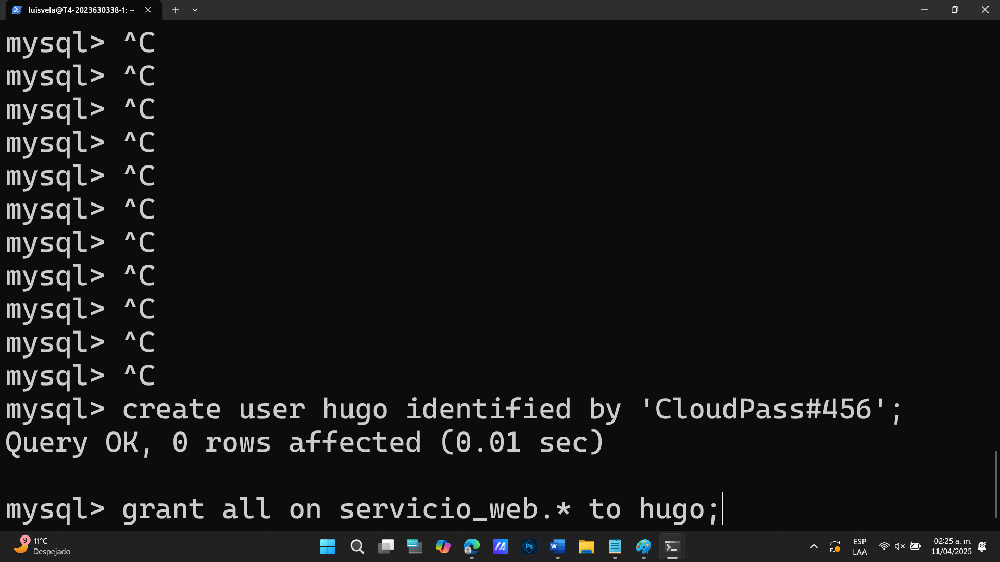 luisvela@T4-2023630338-1: ~
mysql> ^C
mysql> ^C
mysql> ^C
mysql> ^C
mysql> ^C
mysql> ^C
mysql> ^C
mysql> ^C
mysql> ^C
mysql> ^C
mysql> ^C
mysql> create user hugo identified by 'CloudPass#456';
Query OK, 0 rows affected (0.01 sec)
mysql> grant all on servicio_web.* to hugo;
9
11°C
Despejado
Ps
W
ESP
LAA
02:25 a. m.
11/04/2025